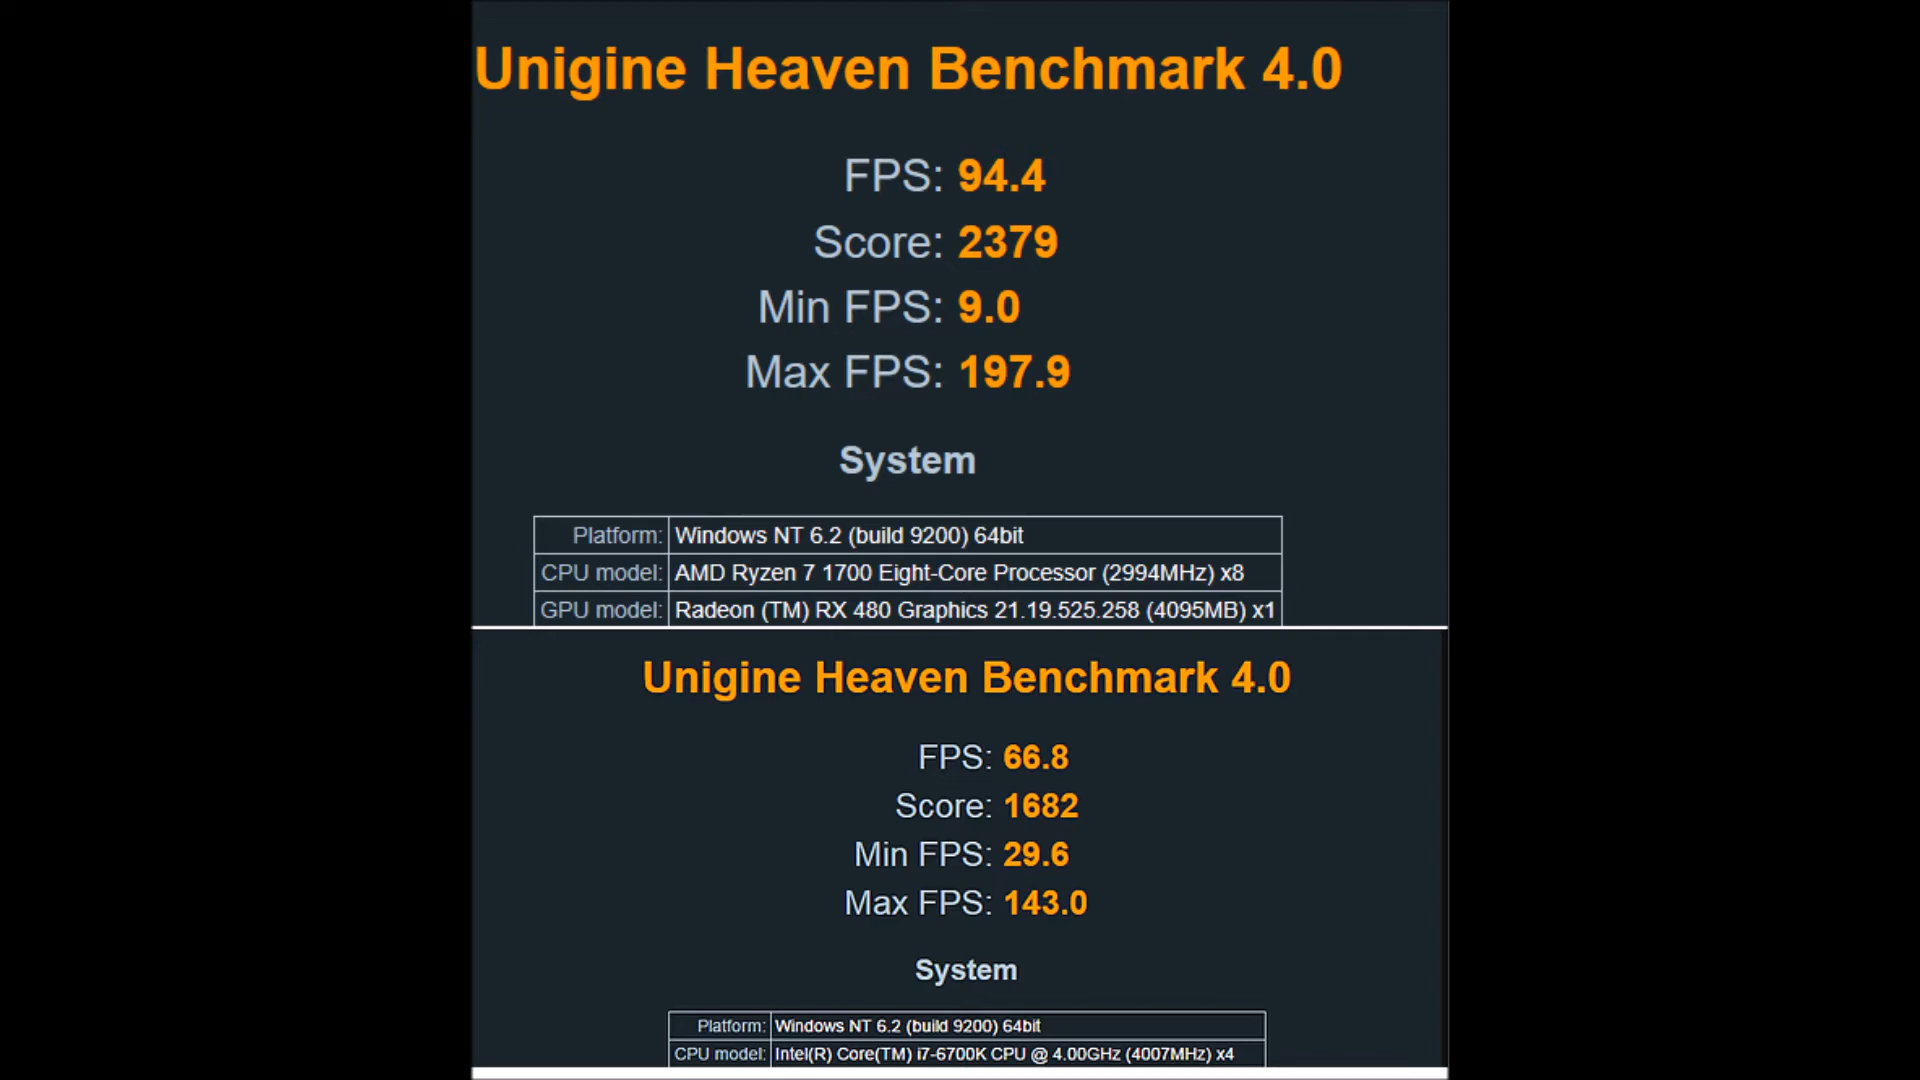 Unigine Heaven Benchmark 4.0
FPS: 94.4
Score: 2379
Min FPS: 9.0
Max FPS: 197.9
System
Platform: Windows NT 6.2 (build 9200) 64bit
CPU model: AMD Ryzen 7 1700 Eight-Core Processor (2994MHz) x8
GPU model: Radeon (TM) RX 480 Graphics 21.19.525.258 (4095MB) x1
Unigine Heaven Benchmark 4.0
FPS: 66.8
Score: 1682
Min FPS: 29.6
Max FPS: 143.0
System
Platform: Windows NT 6.2 (build 9200) 64bit
CPU model: Intel(R) Core(TM) i7-6700K CPU @ 4.00GHz (4007MHz) x4